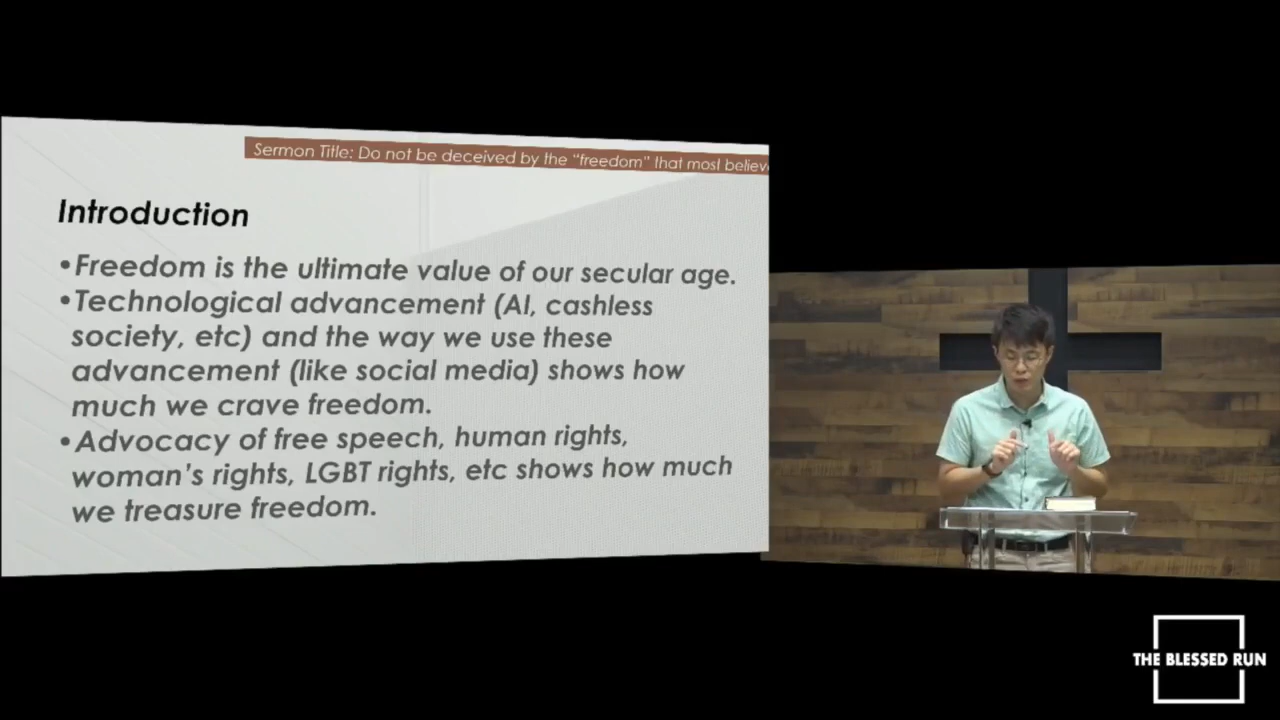 Sermon Title: Do not be deceived by the "freedom" that most
Introduction
•Freedom is the ultimate value of our secular age.
•Technological advancement (AI, cashless
society, etc) and the way we use these
advancement (like social media) shows how
much we crave freedom.
•Advocacy of free speech, human rights,
woman's rights, LGBT rights, etc shows how much
we treasure freedom.
THE BLESSED RUN